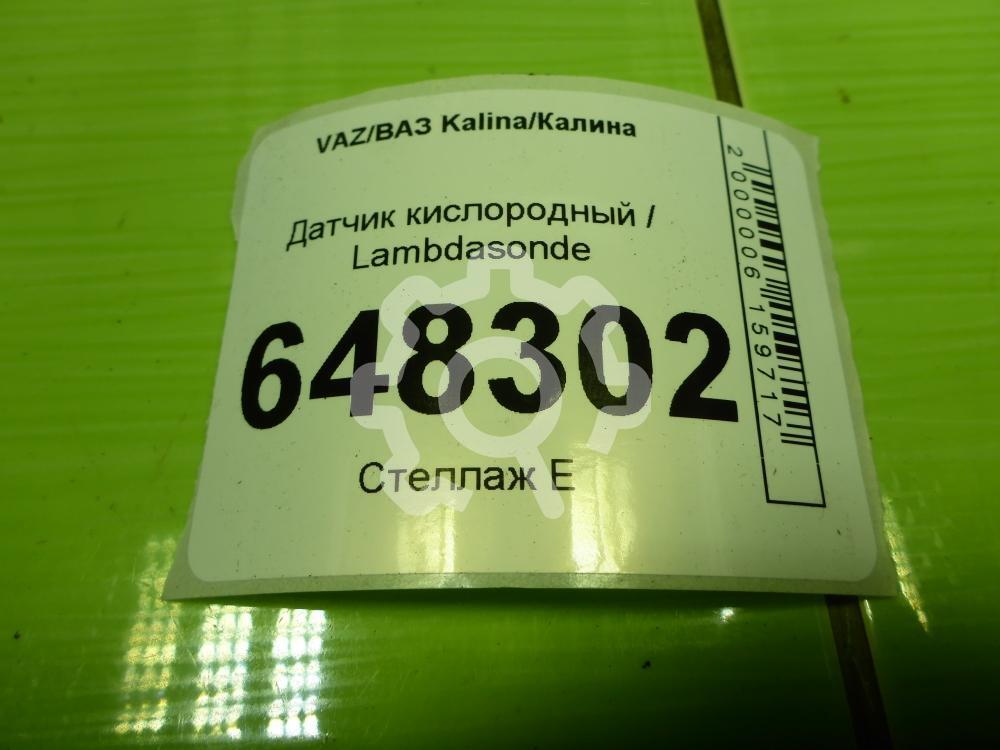 VAZ/ВАЗ Kalina/Калина
Датчик кислородный /
Lambdasonde
648302
Стеллаж E
2000006159717